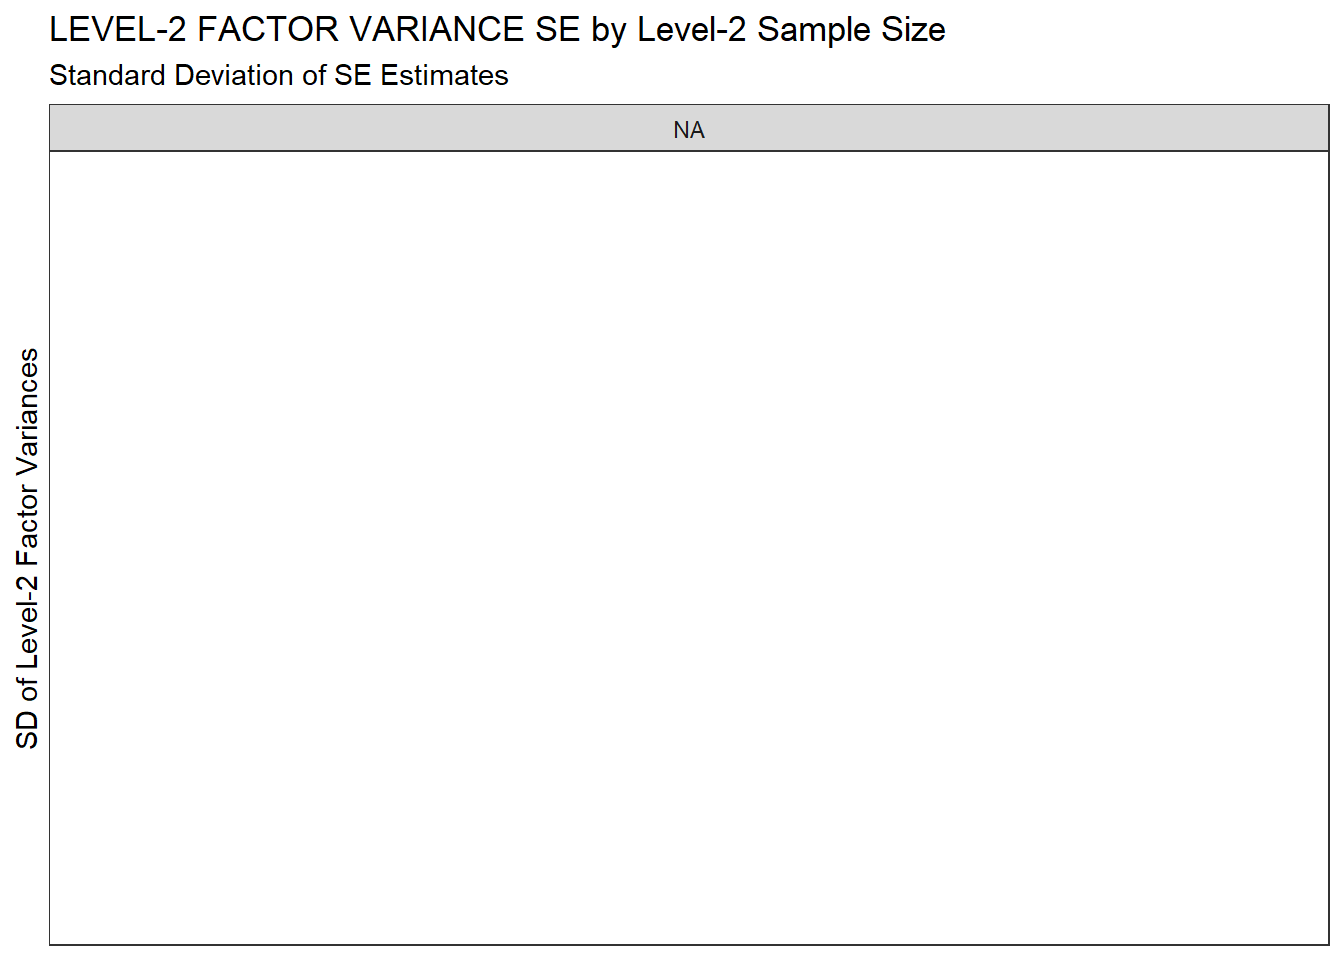 LEVEL-2 FACTOR VARIANCE SE by Level-2 Sample Size
Standard Deviation of SE Estimates
NA
SD of Level-2 Factor Variances